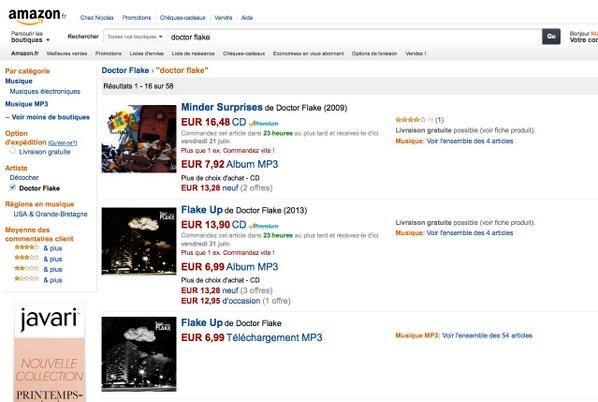 amazon.fr
Chez Nicolas Promotions Chèques-cadeaux Vendre Aide
Parcourir les
boutiques
Rechercher Toutes nos boutiques doctor flake Go
Bonjour
Votre
Amazon.fr Meilleures ventes Promotions Listes d'envies Listes de naissance Chèques-cadeaux Economisez en vous abonnant Options de livraison Vendez !
Par catégorie
Musique
Musiques électroniques
Musique MP3
Voir moins de boutiques
Option
d'expédition (Qu'est-ce?)
Livraison gratuite
Artiste
Décocher
Doctor Flake
Régions en musique
USA & Grande-Bretagne
Moyenne des
commentaires client
& plus
& plus
& plus
& plus
javari
NOUVELLE
COLLECTION
PRINTEMPS-
Doctor Flake › "doctor flake"
Résultats 1 - 16 sur 58
Minder Surprises de Doctor Flake (2009)
EUR 16,48 CD Premium
Commandez cet article dans 23 heures au plus tard et recevez-le d'ici
vendredi 21 juin.
Plus que 1 ex. Commandez vite !
EUR 7,92 Album MP3
Plus de choix d'achat - CD
EUR 13,28 neuf (2 offres)
(1)
Livraison gratuite possible (voir fiche produit).
Musique: Voir l'ensemble des 4 articles
FLAKE
Flake Up de Doctor Flake (2013)
EUR 13,90 CD Premium
Commandez cet article dans 23 heures au plus tard et recevez-le d'ici
vendredi 21 juin.
Plus que 1 ex. Commandez vite !
EUR 6,99 Album MP3
Plus de choix d'achat - CD
EUR 13,28 neuf (3 offres)
EUR 12,95 d'occasion (1 offre)
Livraison gratuite possible (voir fiche produit).
Musique: Voir l'ensemble des 4 articles
FLAKE
Flake Up de Doctor Flake
EUR 6,99 Téléchargement MP3
Musique MP3: Voir l'ensemble des 54 articles